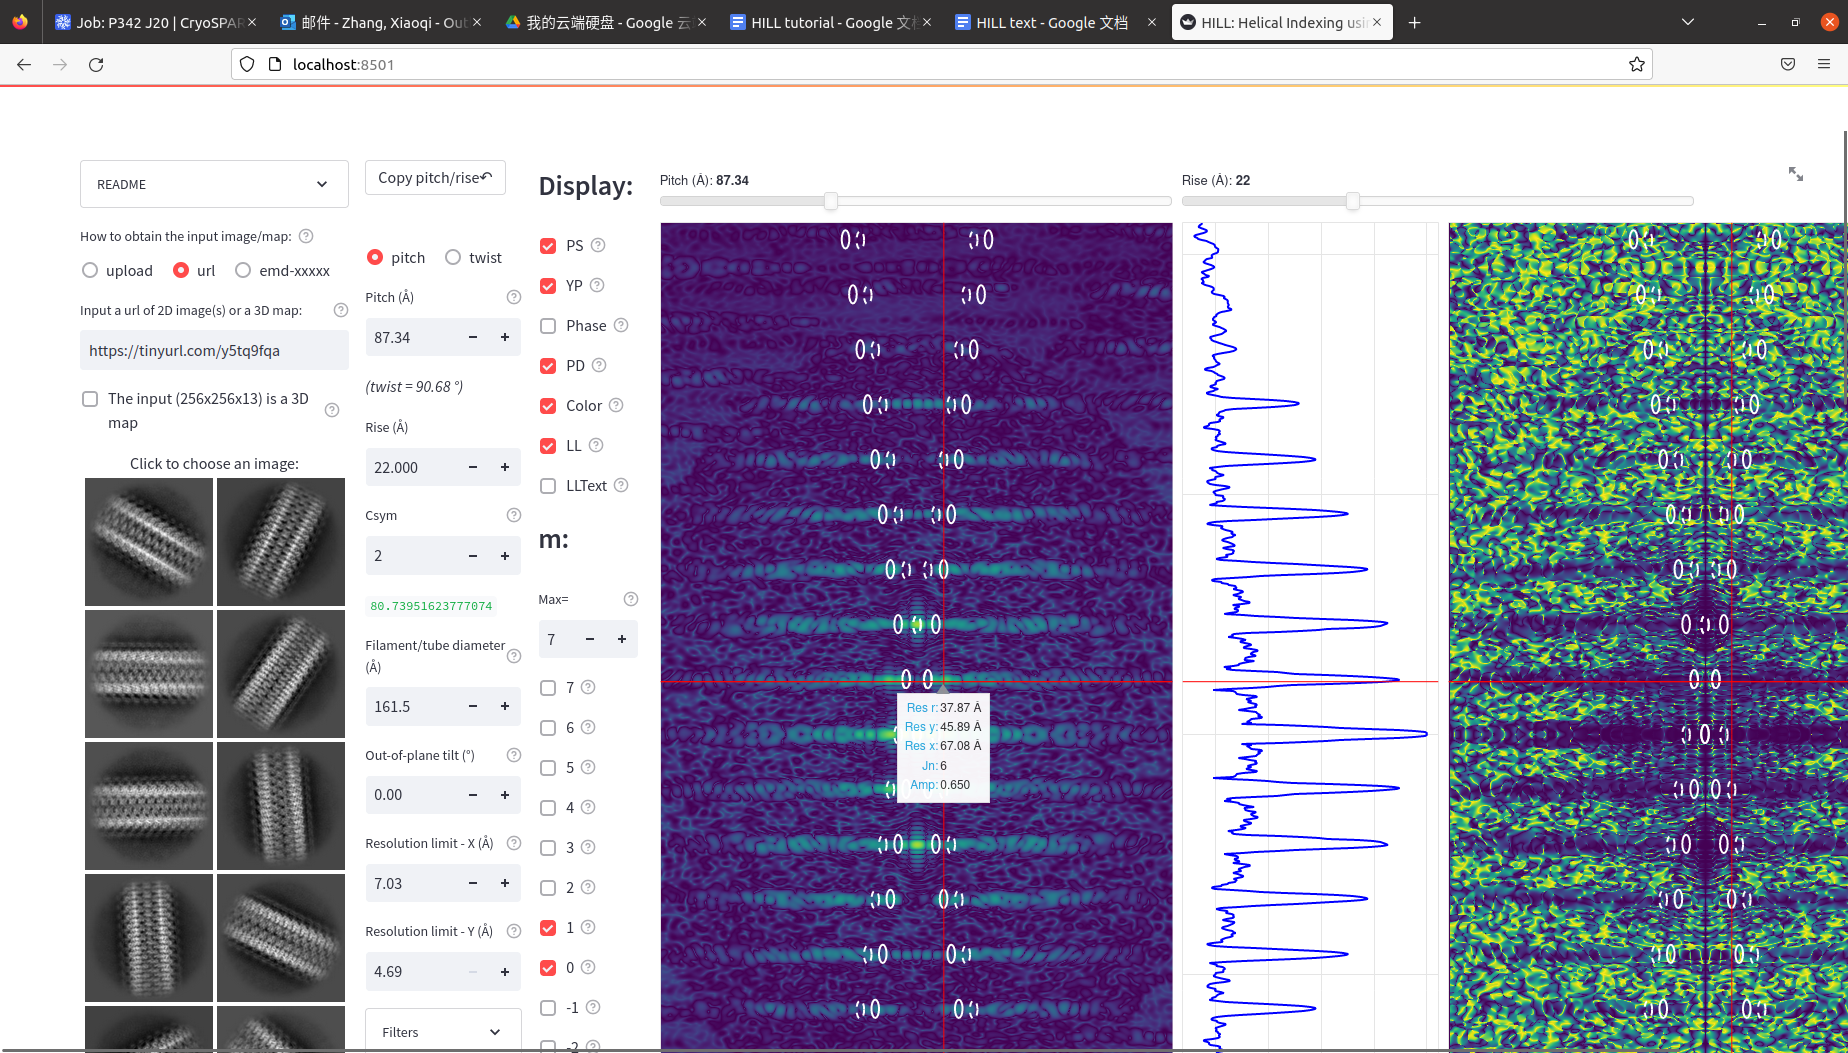 Job: P342 J20 | CryoSPAR
邮件 - Zhang, Xiaoqi - Out
我的云端硬盘 - Google 云
HILL tutorial - Google 文档
HILL text - Google 文档
HILL: Helical Indexing usin
localhost:8501
README
How to obtain the input image/map:
upload
url
emd-xxxxx
Input a url of 2D image(s) or a 3D map:
https://tinyurl.com/y5tq9fqa
The input (256x256x13) is a 3D
map
Click to choose an image:
Copy pitch/rise↶
pitch
twist
Pitch (Å)
87.34
(twist = 90.68 °)
Rise (Å)
22.000
Csym
2
80.73951623777074
Filament/tube diameter
(Å)
161.5
Out-of-plane tilt (°)
0.00
Resolution limit - X (Å)
7.03
Resolution limit - Y (Å)
4.69
Filters
Display:
PS
YP
Phase
PD
Color
LL
LLText
m:
Max=
7
7
6
5
4
3
2
1
0
-1
-2
Pitch (Å): 87.34
Res r: 37.87 Å
Res y: 45.89 Å
Res x: 67.08 Å
Jn: 6
Amp: 0.650
Rise (Å): 22